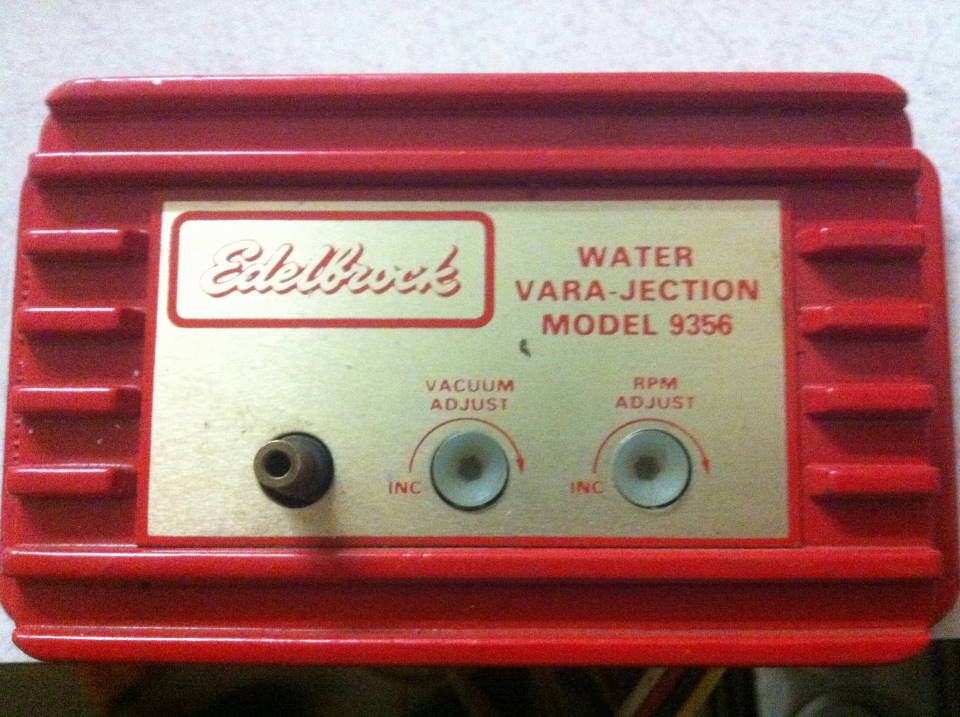 Edelbrock
WATER
VARA-JECTION
MODEL 9356
VACUUM
ADJUST
INC
RPM
ADJUST
INC